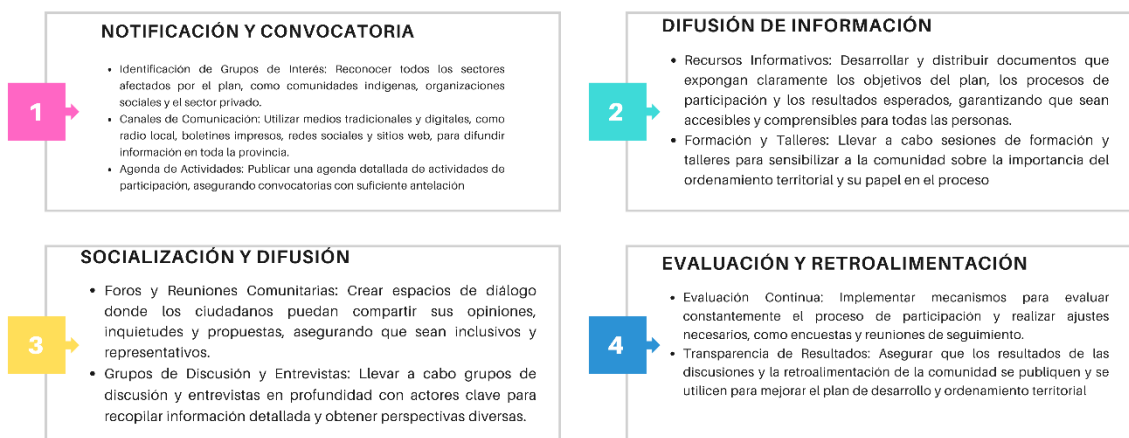 NOTIFICACIÓN Y CONVOCATORIA
• Identificación de Grupos de Interés: Reconocer todos los sectores
afectados por el plan, como comunidades indígenas, organizaciones
sociales y el sector privado.
• Canales de Comunicación: Utilizar medios tradicionales y digitales, como
radio local, boletines impresos, redes sociales y sitios web, para difundir
información en toda la provincia.
• Agenda de Actividades: Publicar una agenda detallada de actividades de
participación, asegurando convocatorias con suficiente antelación
1
DIFUSIÓN DE INFORMACIÓN
• Recursos Informativos: Desarrollar y distribuir documentos que
expongan claramente los objetivos del plan, los procesos de
participación y los resultados esperados, garantizando que sean
accesibles y comprensibles para todas las personas.
• Formación y Talleres: Llevar a cabo sesiones de formación y
talleres para sensibilizar a la comunidad sobre la importancia del
ordenamiento territorial y su papel en el proceso
2
SOCIALIZACIÓN Y DIFUSIÓN
• Foros y Reuniones Comunitarias: Crear espacios de diálogo
donde los ciudadanos puedan compartir sus opiniones,
inquietudes y propuestas, asegurando que sean inclusivos y
representativos.
• Grupos de Discusión y Entrevistas: Llevar a cabo grupos de
discusión y entrevistas en profundidad con actores clave para
recopilar información detallada y obtener perspectivas diversas.
3
EVALUACIÓN Y RETROALIMENTACIÓN
• Evaluación Continua: Implementar mecanismos para evaluar
constantemente el proceso de participación y realizar ajustes
necesarios, como encuestas y reuniones de seguimiento.
• Transparencia de Resultados: Asegurar que los resultados de las
discusiones y la retroalimentación de la comunidad se publiquen y se
utilicen para mejorar el plan de desarrollo y ordenamiento territorial
4